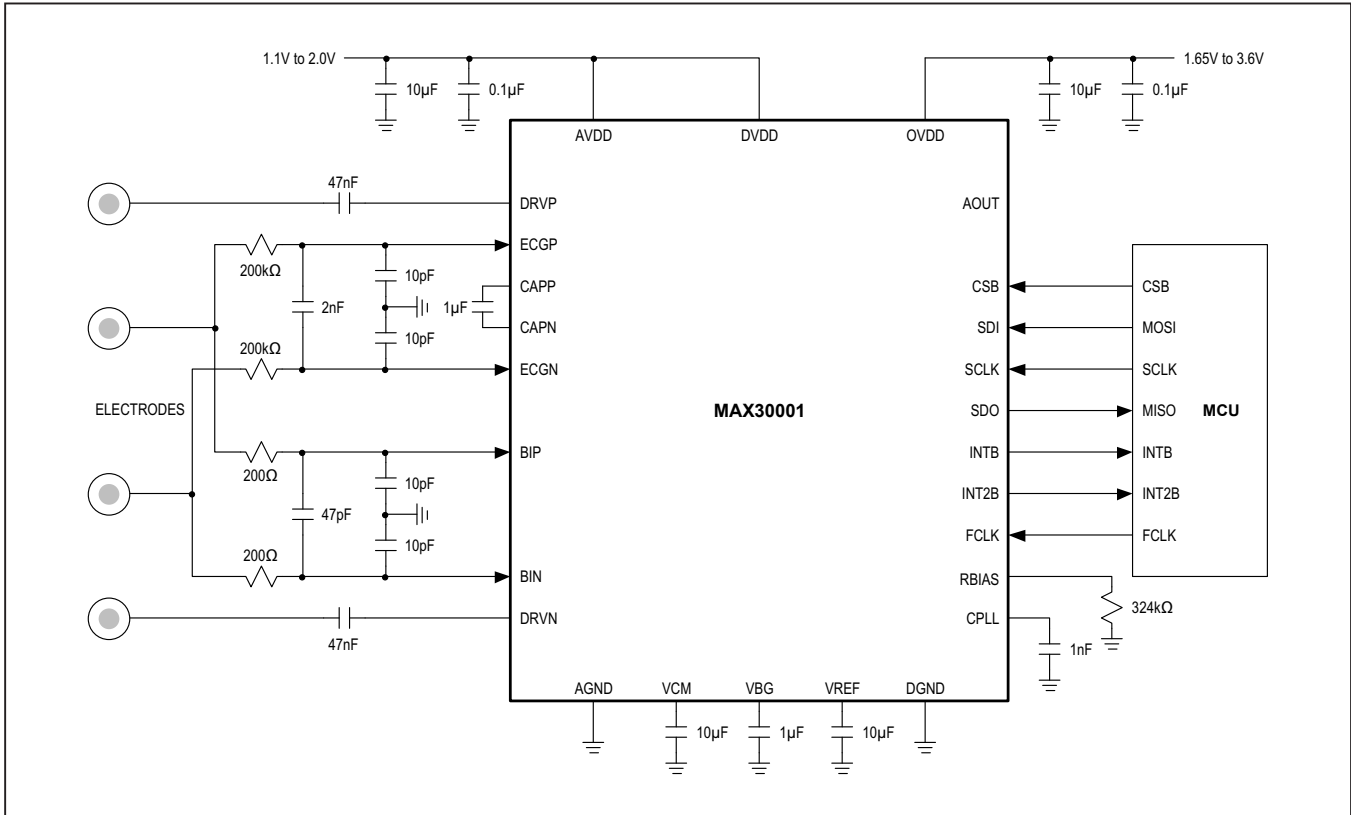 1.1V to 2.0V
1.65V to 3.6V
10µF
0.1µF
10µF
0.1µF
AVDD
DVDD
OVDD
47nF
DRVP
AOUT
ECGP
200kΩ
10pF
CAPP
1µF
2nF
CSB
CSB
CAPN
10pF
SDI
MOSI
200kΩ
ECGN
SCLK
SCLK
ELECTRODES
MAX30001
SDO
MISO
MCU
BIP
INTB
INTB
200Ω
10pF
INT2B
INT2B
47pF
10pF
FCLK
FCLK
200Ω
BIN
RBIAS
324kΩ
DRVN
CPLL
47nF
1nF
AGND
VCM
VBG
VREF
DGND
10µF
1µF
10µF